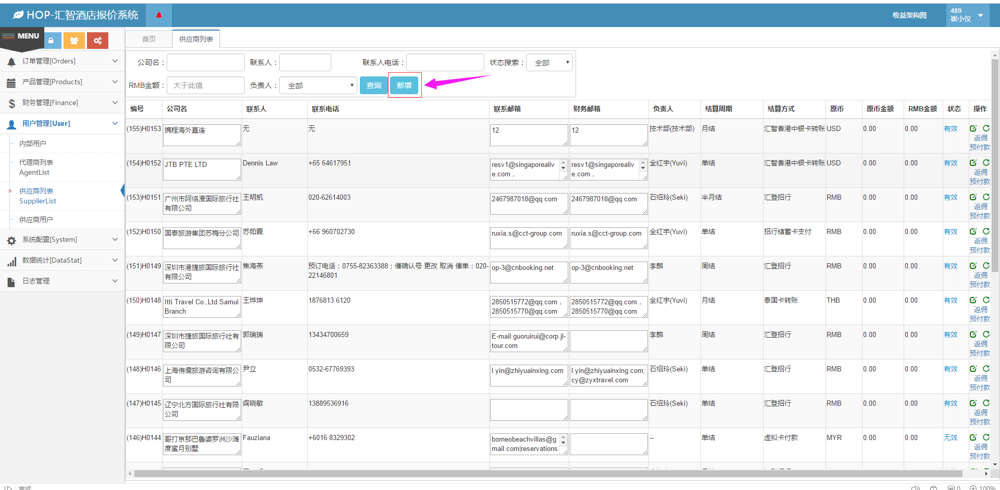 HOP-汇智酒店报价系统
收益架构图
489
崔小仪
MENU
首页
供应商列表
订单管理[Orders]
产品管理[Products]
财务管理[Finance]
用户管理[User]
内部用户
代理商列表
AgentList
供应商列表
SupplierList
供应商用户
系统配置[System]
数据统计[DataStat]
日志管理
公司名：
联系人：
联系人电话：
状态搜索：
全部
RMB金额：
大于此值
负责人：
全部
查询
新增
编号 公司名 联系人 联系电话 联系邮箱 财务邮箱 负责人 结算周期 结算方式 原币 原币金额 RMB金额 状态 操作
(155)H0153 携程海外直连 无 无 12 12 技术部(技术部) 月结 汇智香港中银卡转账 USD 0.00 0.00 有效
返佣
预付款
(154)H0152 JTB PTE LTD Dennis Law +65 64617951 resv1@singaporealiv resv1@singaporealiv 全红宇(Yuvi) 单结 汇智香港中银卡转账 USD 0.00 0.00 有效
e.com， e.com， 返佣
预付款
(153)H0151 广州市阿络漫国际旅行社 王明凯 020-62614003 2467987018@qq.com 2467987018@qq.com 石绍玲(Seki) 半月结 汇登招行 RMB 0.00 0.00 有效
有限公司 返佣
预付款
(152)H0150 国泰旅游集团苏梅分公司 苏茹霞 +66 960702730 ruxia.s@cct-group.com ruxia.s@cct-group.com 全红宇(Yuvi) 单结 招行储蓄卡支付 RMB 0.00 0.00 有效
返佣
预付款
(151)H0149 深圳市港捷旅国际旅行社 焦海燕 预订电话：0755-82363388；催确认号 更改 取消 催单：020- op-3@cnbooking.net op-3@cnbooking.net 李麟 周结 汇登招行 RMB 0.00 0.00 有效
有限公司 22146801 返佣
预付款
(150)H0148 Itti Travel Co.,Ltd.Samui 王烨坤 1876813 6120 2850515772@qq.com， 2850515772@qq.com， 全红宇(Yuvi) 月结 泰国卡转账 THB 0.00 0.00 有效
Branch 2850515770@qq.com 2850515770@qq.com 返佣
预付款
(149)H0147 深圳市捷旅国际旅行社有 郭瑞瑞 13434700659 E-mail:guoruirui@corp.jl- 李麟 周结 汇登招行 RMB 0.00 0.00 有效
限公司 tour.com 返佣
预付款
(148)H0146 上海侑儒旅游咨询有限公 尹立 0532-67769393 l.yin@zhiyuainxing.com l.yin@zhiyuainxing.com; 石绍玲(Seki) 单结 汇登招行 RMB 0.00 0.00 有效
司 cy@zyxtravel.com 返佣
预付款
(147)H0145 辽宁北方国际旅行社有限 阎晓敏 13889536916 石绍玲(Seki) 单结 汇登招行 RMB 0.00 0.00 有效
公司 返佣
预付款
(146)H0144 哥打京那巴鲁婆罗洲沙滩 Fauziana +6016 8329302 borneobeachvillas@g -- 单结 虚拟卡付款 MYR 0.00 0.00 无效
度蜜月别墅 mail.com|reservations 返佣
预付款
完成
0
100%